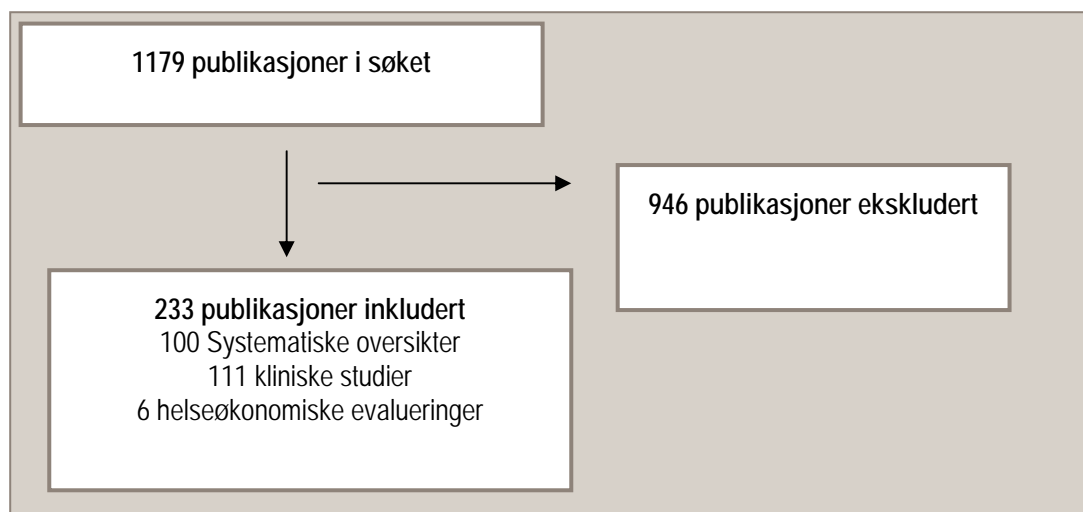 1179 publikasjoner i søket
946 publikasjoner ekskludert
233 publikasjoner inkludert
100 Systematiske oversikter
111 kliniske studier
6 helseøkonomiske evalueringer